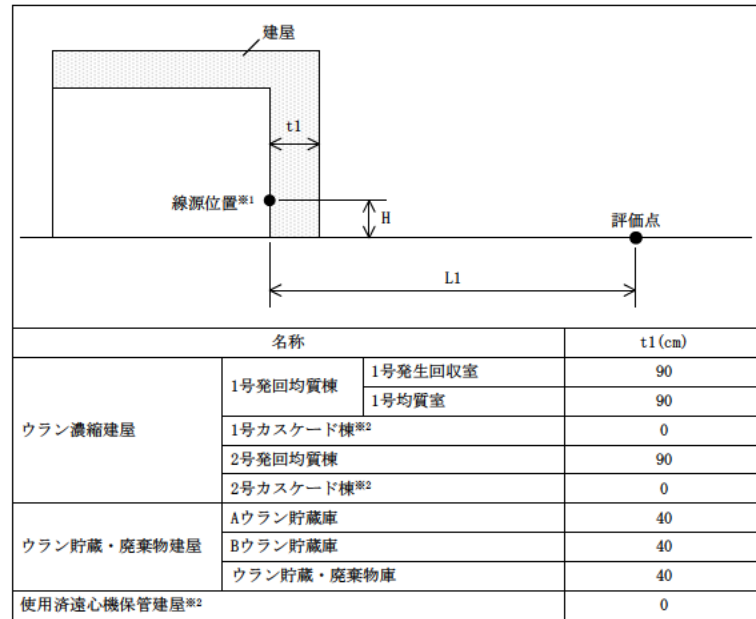 建屋
t1
線源位置※1
H
評価点
L1
名称 t1(cm)
ウラン濃縮建屋 1号発回均質棟 1号発生回収室 90
1号均質室 90
1号カスケード棟※2 0
2号発回均質棟 90
2号カスケード棟※2 0
ウラン貯蔵・廃棄物建屋 Aウラン貯蔵庫 40
Bウラン貯蔵庫 40
ウラン貯蔵・廃棄物庫 40
使用済遠心機保管建屋※2 0